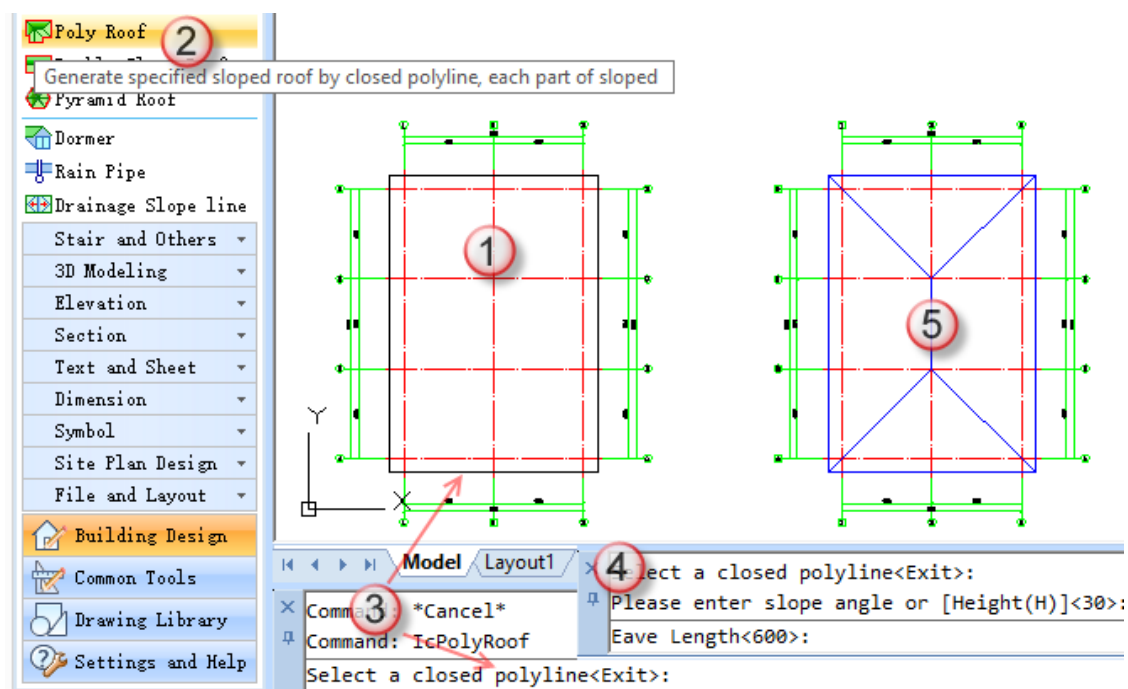 Poly Roof
2
Generate specified sloped roof by closed polyline, each part of sloped
Pyramid Roof
Dormer
Rain Pipe
Drainage Slope line
Stair and Others
3D Modeling
Elevation
Section
Text and Sheet
Dimension
Symbol
Site Plan Design
File and Layout
Building Design
Common Tools
Drawing Library
Settings and Help
1
5
Y
X
Model
Layout1
3
Command: *Cancel*
Command: IcPolyRoof
Select a closed polyline<Exit>:
4
Select a closed polyline<Exit>:
Please enter slope angle or [Height(H)]<30>:
Eave Length<600>: